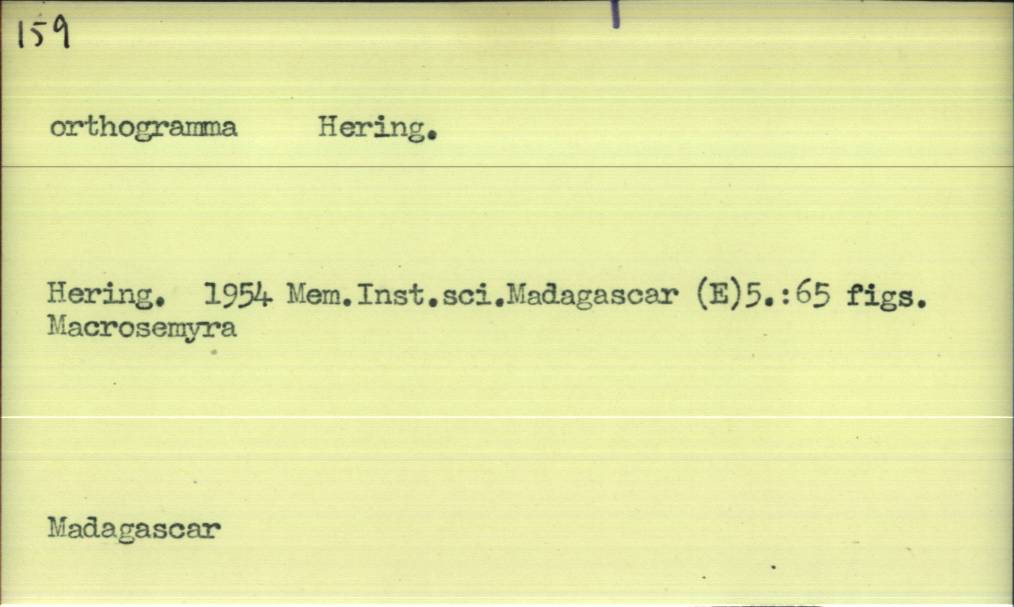 159
orthogramma Hering.
Hering. 1954 Mem.Inst.sci.Madagascar (E)5.:65 figs.
Macrosemyra
Madagascar